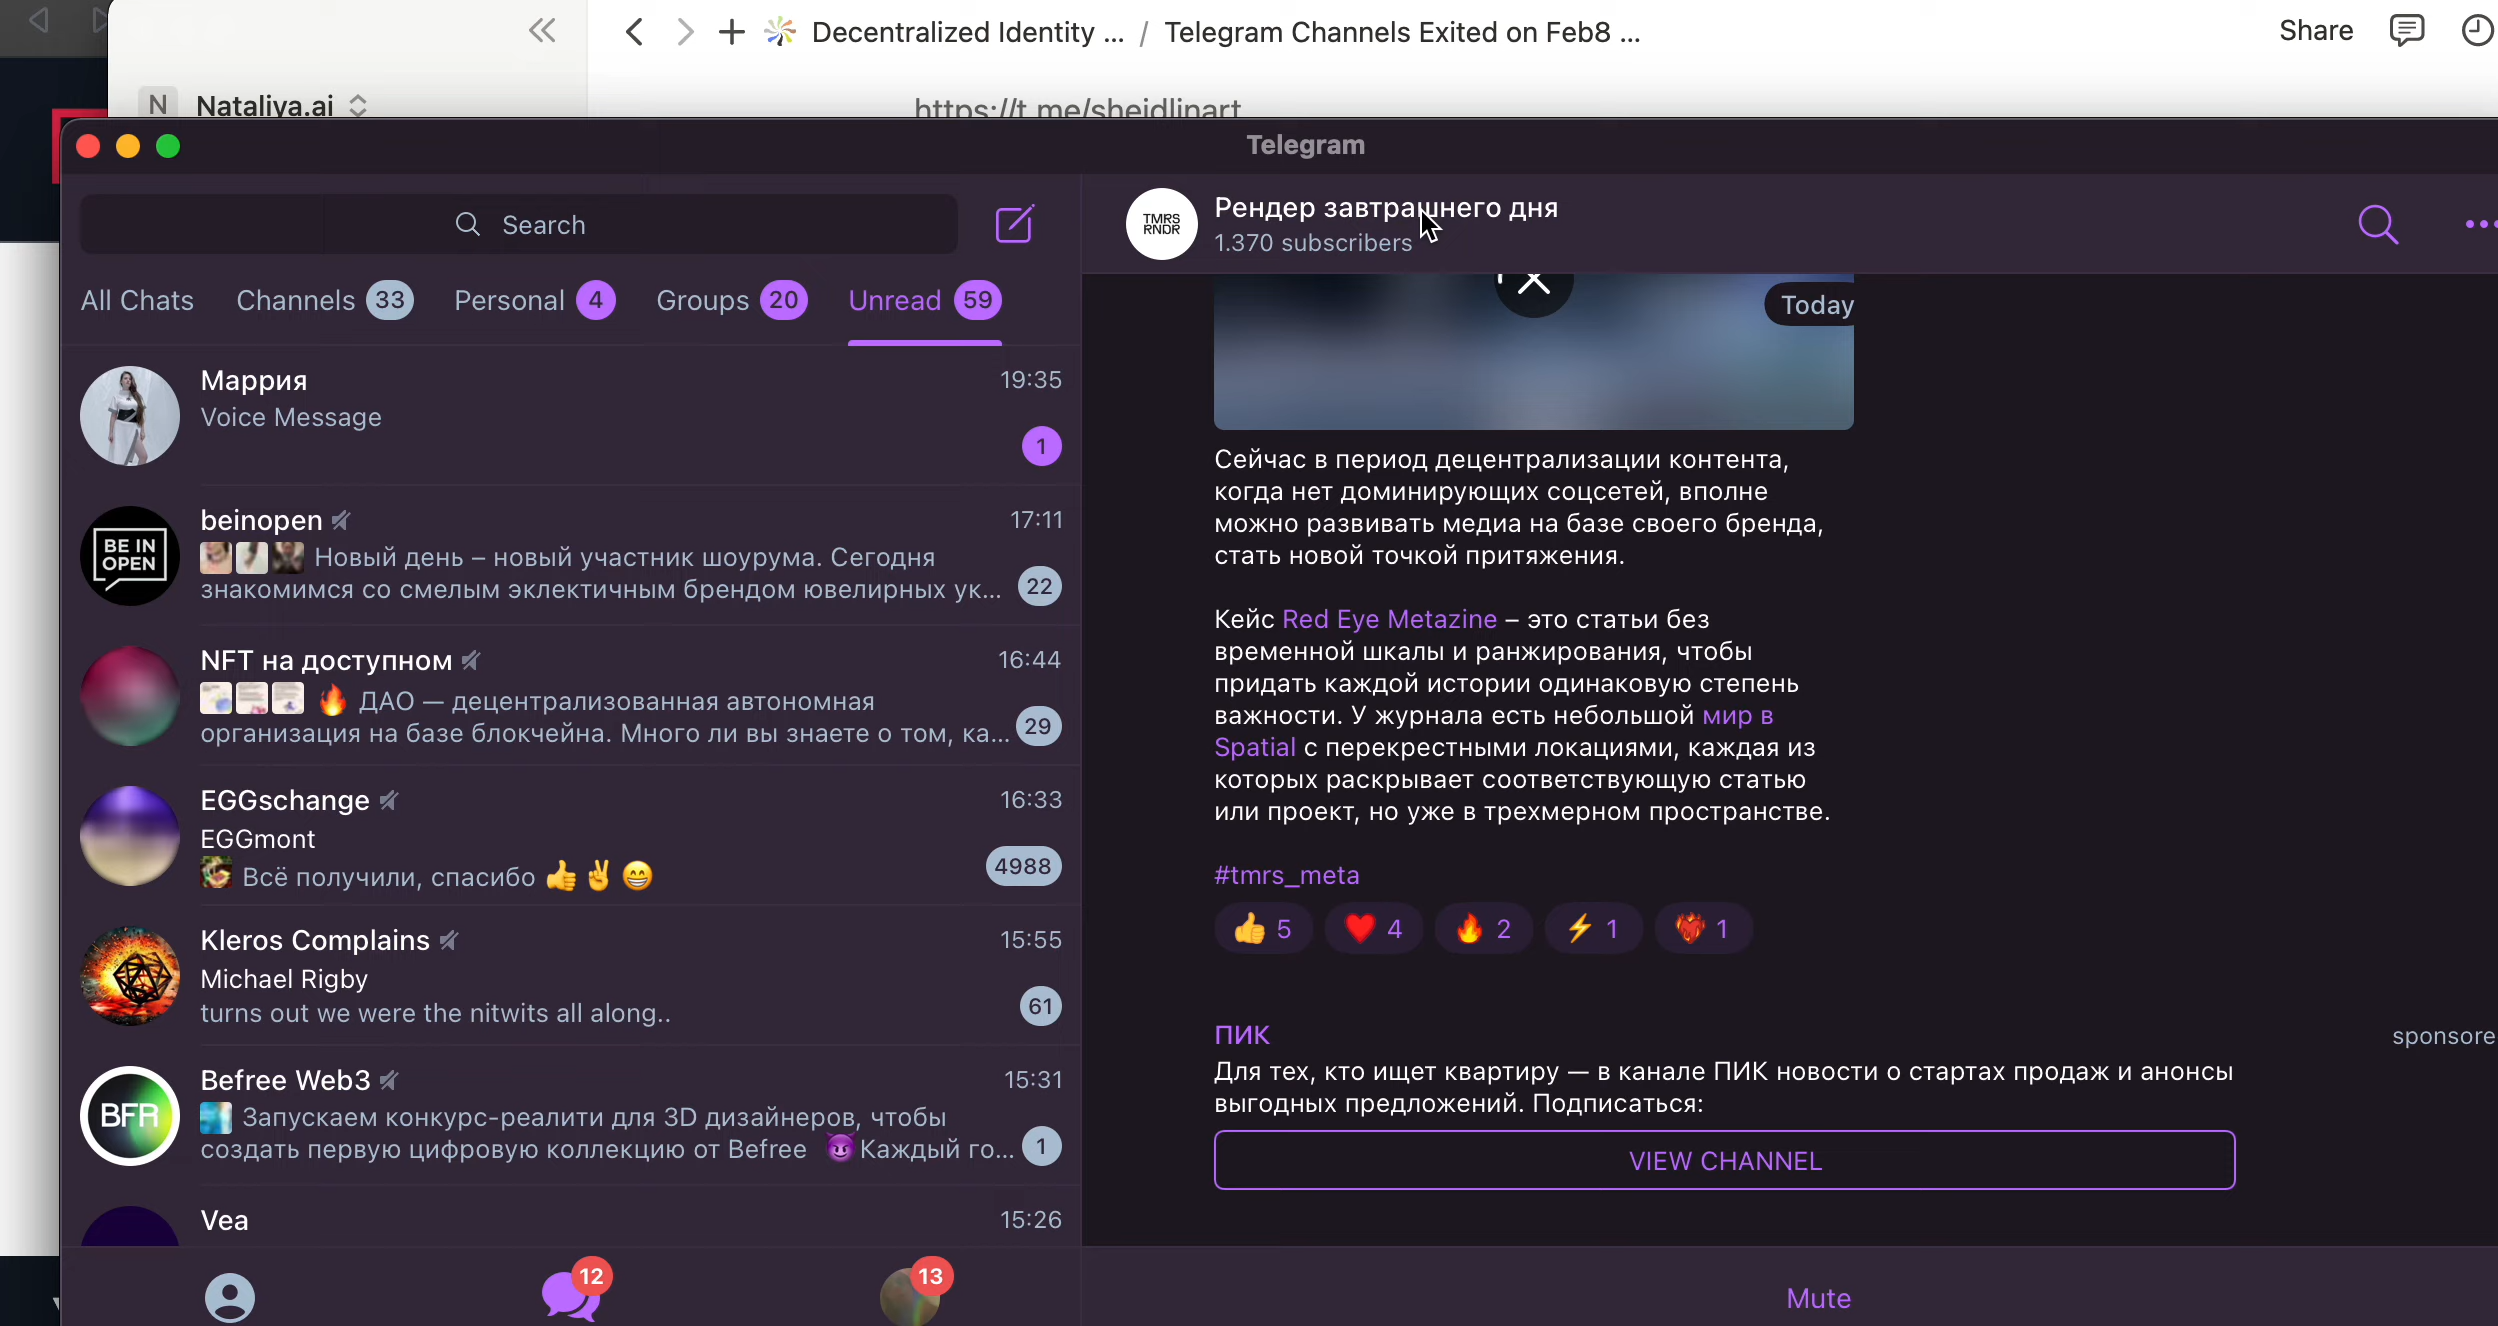 Decentralized Identity ... / Telegram Channels Exited on Feb8 ...
Share
N Nataliya.ai
https://t.me/sheidlinart
Telegram
Search
All Chats Channels 33 Personal 4 Groups 20 Unread 59
Маррия 19:35
Voice Message
1
beinopen 17:11
BE IN
OPEN
Новый день – новый участник шоурума. Сегодня
знакомимся со смелым эклектичным брендом ювелирных ук... 22
NFT на доступном 16:44
🔥 ДАО — децентрализованная автономная
организация на базе блокчейна. Много ли вы знаете о том, ка... 29
EGGschange 16:33
EGGmont
Всё получили, спасибо 👍✌️😁 4988
Kleros Complains 15:55
Michael Rigby
turns out we were the nitwits all along.. 61
Befree Web3 15:31
BFR
Запускаем конкурс-реалити для 3D дизайнеров, чтобы
создать первую цифровую коллекцию от Befree 😈Каждый го... 1
Vea 15:26
12
13
TMRS
RNDR
Рендер завтрашнего дня
1.370 subscribers
Today
Сейчас в период децентрализации контента,
когда нет доминирующих соцсетей, вполне
можно развивать медиа на базе своего бренда,
стать новой точкой притяжения.
Кейс Red Eye Metazine – это статьи без
временной шкалы и ранжирования, чтобы
придать каждой истории одинаковую степень
важности. У журнала есть небольшой мир в
Spatial с перекрестными локациями, каждая из
которых раскрывает соответствующую статью
или проект, но уже в трехмерном пространстве.
#tmrs_meta
👍 5 ❤️ 4 🔥 2 ⚡ 1 ❤️‍🔥 1
ПИК sponsore
Для тех, кто ищет квартиру — в канале ПИК новости о стартах продаж и анонсы
выгодных предложений. Подписаться:
VIEW CHANNEL
Mute